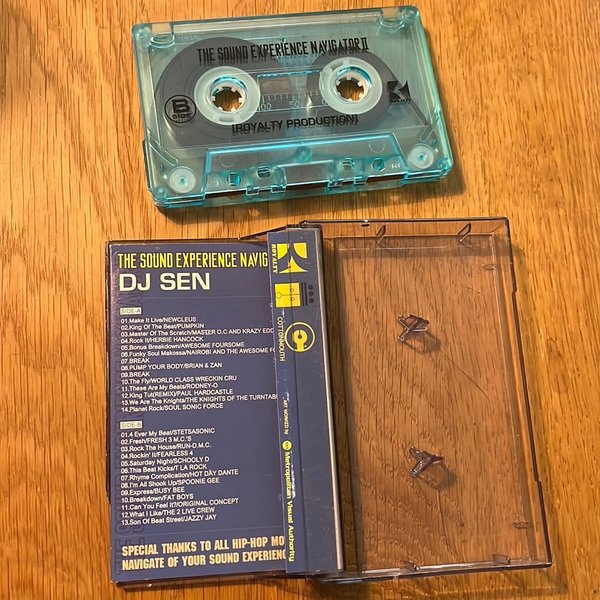 THE SOUND EXPERIENCE NAVIGATOR II
B
SIDE
100 50
[ROYALTY PRODUCTION]
THE SOUND EXPERIENCE NAVIG
DJ SEN
SIDE-A
01.Make It Live/NEWCLEUS
02.King Of The Beat/PUMPKIN
03.Master Of The Scratch/MASTER O.C AND KRAZY EDD
04.Rock It/HERBIE HANCOCK
05.Bonus Breakdown/AWESOME FOURSOME
06.Funky Soul Makossa/NAIROBI AND THE AWESOME FO
07.BREAK
08.PUMP YOUR BODY/BRIAN & ZAN
09.BREAK
10.The Fly/WORLD CLASS WRECKIN CRU
11.These Are My Beats/RODNEY-O
12.King Tut(REMIX)/PAUL HARDCASTLE
13.We Are The Knights/THE KNIGHTS OF THE TURNTABL
14.Planet Rock/SOUL SONIC FORCE
SIDE-B
01.4 Ever My Beat/STETSASONIC
02.Fresh/FRESH 3 M.C.'S
03.Rock The House/RUN-D.M.C.
04.Rockin' It/FEARLESS 4
05.Saturday Night/SCHOOLY D
06.This Beat Kicks/T LA ROCK
07.Rhyme Complication/HOT DAY DANTE
08.I'm All Shook Up/SPOONIE GEE
09.Express/BUSY BEE
10.Breakdown/FAT BOYS
11.Can You Feel It?/ORIGINAL CONCEPT
12.What I Like/THE 2 LIVE CREW
13.Son Of Beat Street/JAZZY JAY
SPECIAL THANKS TO ALL HIP-HOP MO
NAVIGATE OF YOUR SOUND EXPERIENC
ROYALTY
COTTONMOUTH
ART WORKED by
Metropolitan Visual Authority